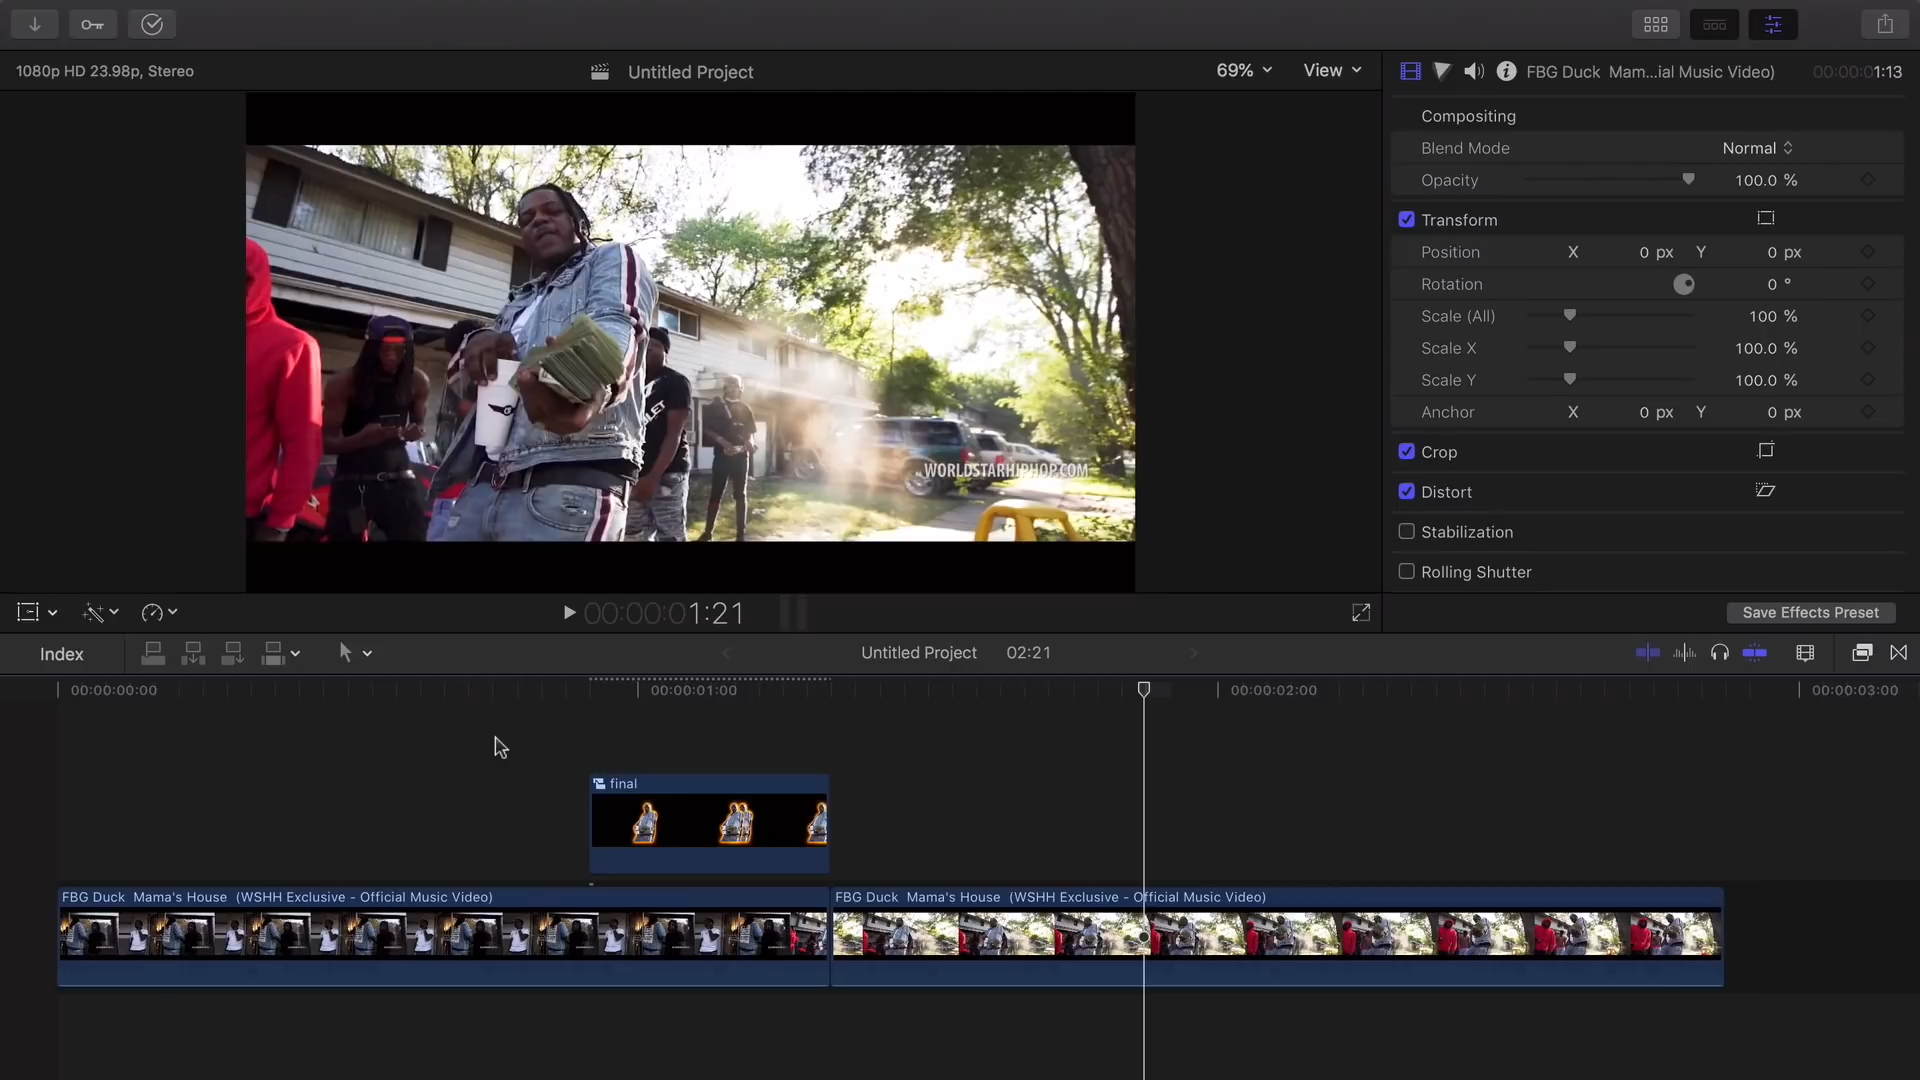 1080p HD 23.98p, Stereo
Untitled Project
69%
View
FBG Duck Mam...ial Music Video)
00:00:01:13
Compositing
Blend Mode
Normal
Opacity
100.0 %
Transform
Position X 0 px Y 0 px
Rotation 0 °
Scale (All) 100 %
Scale X 100.0 %
Scale Y 100.0 %
Anchor X 0 px Y 0 px
Crop
Distort
Stabilization
Rolling Shutter
WORLDSTARHIPHOP.COM
00:00:01:21
Save Effects Preset
Index
Untitled Project
02:21
00:00:00:00
00:00:01:00
00:00:02:00
00:00:03:00
final
FBG Duck Mama's House (WSHH Exclusive - Official Music Video)
FBG Duck Mama's House (WSHH Exclusive - Official Music Video)